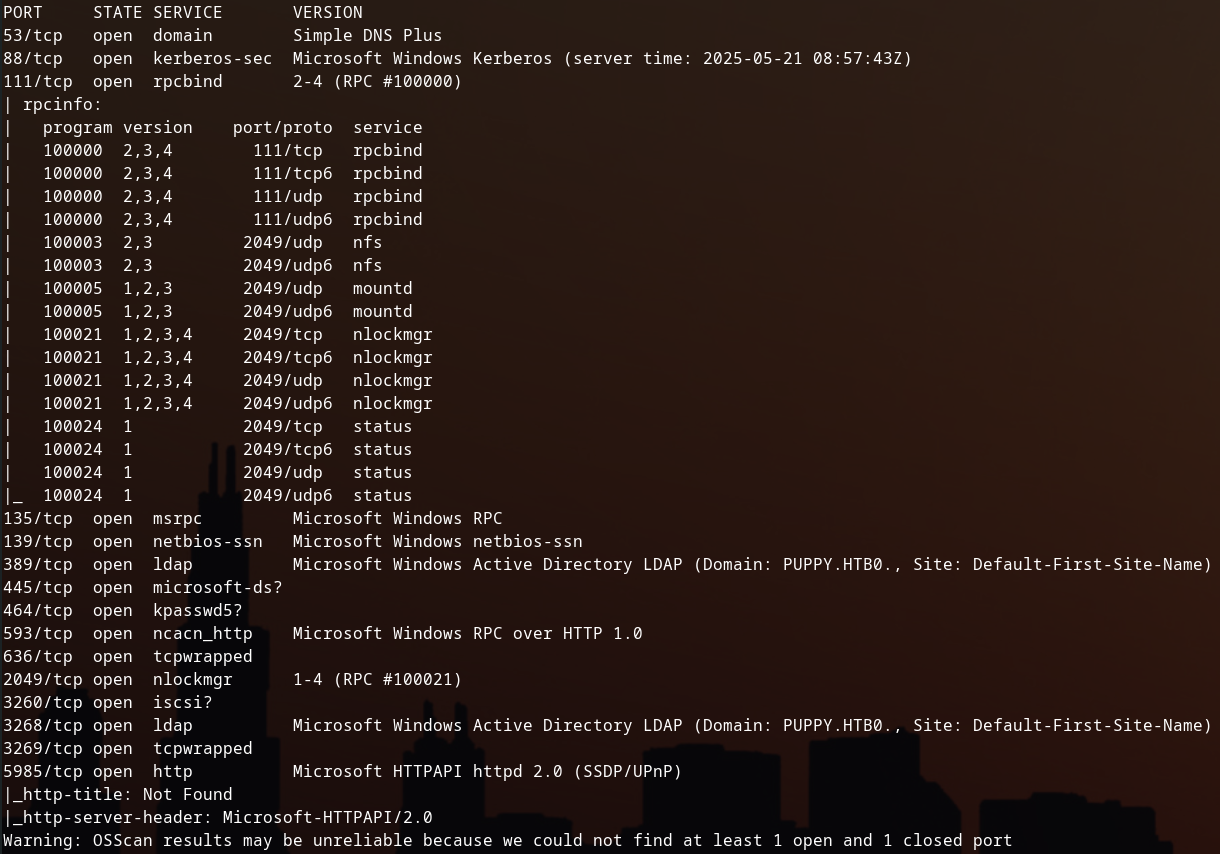 PORT     STATE SERVICE       VERSION
53/tcp   open  domain        Simple DNS Plus
88/tcp   open  kerberos-sec  Microsoft Windows Kerberos (server time: 2025-05-21 08:57:43Z)
111/tcp  open  rpcbind       2-4 (RPC #100000)
| rpcinfo:
|   program version    port/proto  service
|   100000  2,3,4        111/tcp   rpcbind
|   100000  2,3,4        111/tcp6  rpcbind
|   100000  2,3,4        111/udp   rpcbind
|   100000  2,3,4        111/udp6  rpcbind
|   100003  2,3         2049/udp   nfs
|   100003  2,3         2049/udp6  nfs
|   100005  1,2,3       2049/udp   mountd
|   100005  1,2,3       2049/udp6  mountd
|   100021  1,2,3,4     2049/tcp   nlockmgr
|   100021  1,2,3,4     2049/tcp6  nlockmgr
|   100021  1,2,3,4     2049/udp   nlockmgr
|   100021  1,2,3,4     2049/udp6  nlockmgr
|   100024  1           2049/tcp   status
|   100024  1           2049/tcp6  status
|   100024  1           2049/udp   status
|_  100024  1           2049/udp6  status
135/tcp  open  msrpc         Microsoft Windows RPC
139/tcp  open  netbios-ssn   Microsoft Windows netbios-ssn
389/tcp  open  ldap          Microsoft Windows Active Directory LDAP (Domain: PUPPY.HTB0., Site: Default-First-Site-Name)
445/tcp  open  microsoft-ds?
464/tcp  open  kpasswd5?
593/tcp  open  ncacn_http    Microsoft Windows RPC over HTTP 1.0
636/tcp  open  tcpwrapped
2049/tcp open  nlockmgr      1-4 (RPC #100021)
3260/tcp open  iscsi?
3268/tcp open  ldap          Microsoft Windows Active Directory LDAP (Domain: PUPPY.HTB0., Site: Default-First-Site-Name)
3269/tcp open  tcpwrapped
5985/tcp open  http          Microsoft HTTPAPI httpd 2.0 (SSDP/UPnP)
|_http-title: Not Found
|_http-server-header: Microsoft-HTTPAPI/2.0
Warning: OSScan results may be unreliable because we could not find at least 1 open and 1 closed port